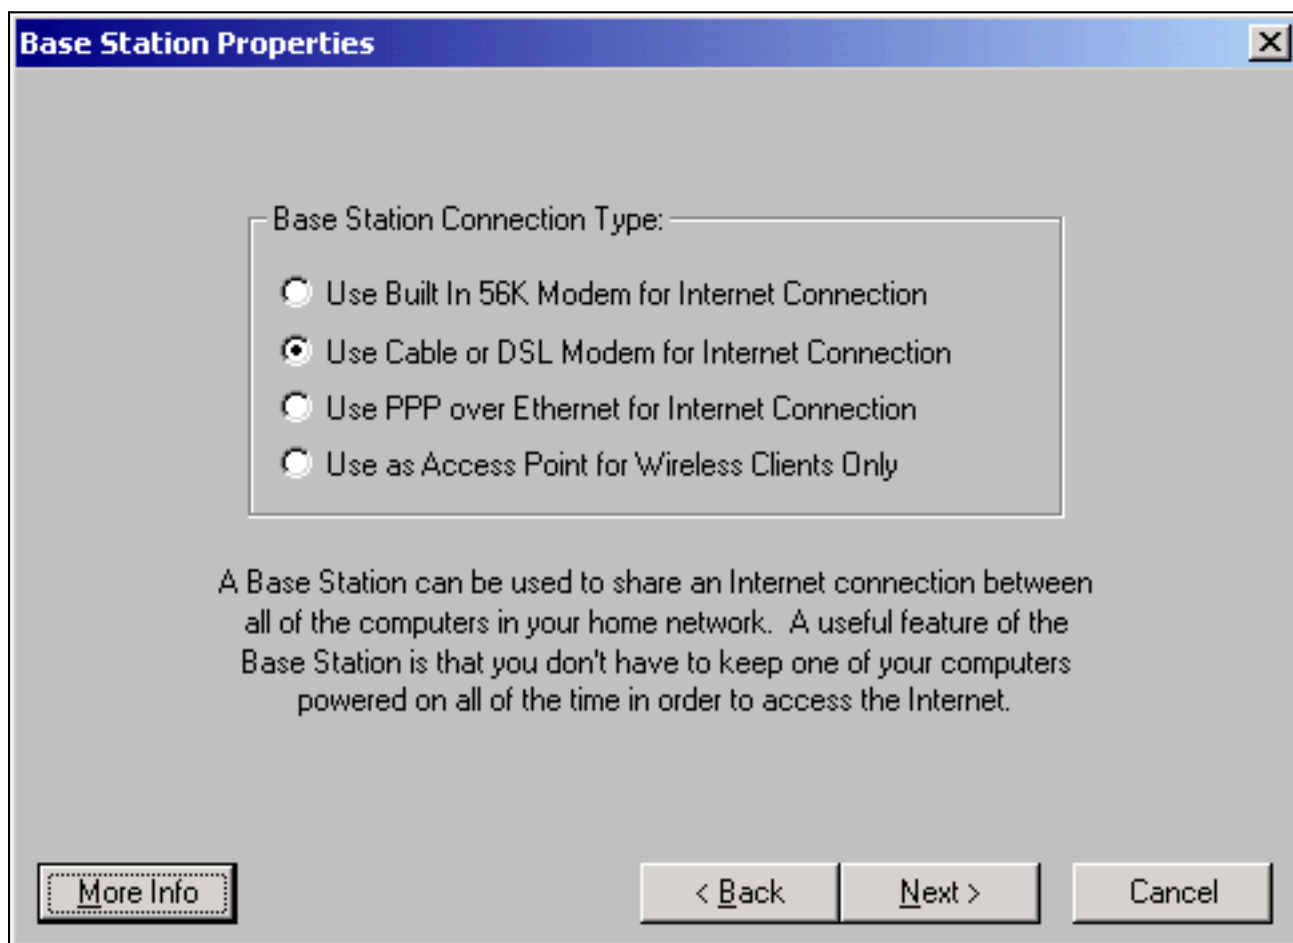 Base Station Properties
Base Station Connection Type:
Use Built In 56K Modem for Internet Connection
Use Cable or DSL Modem for Internet Connection
Use PPP over Ethernet for Internet Connection
Use as Access Point for Wireless Clients Only
A Base Station can be used to share an Internet connection between
all of the computers in your home network.  A useful feature of the
Base Station is that you don't have to keep one of your computers
powered on all of the time in order to access the Internet.
More Info
< Back
Next >
Cancel